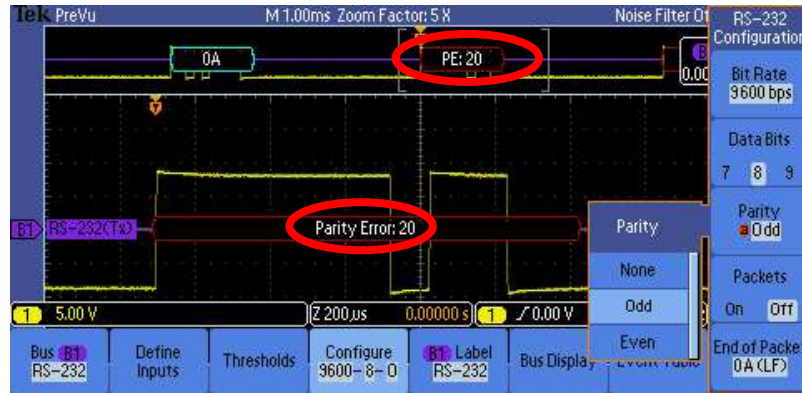 Tek PreVu M 1.00ms Zoom Factor: 5 X Noise Filter Of
RS-232
Configuration
0A PE: 20 B
0.00
Bit Rate
9600 bps
Data Bits
7 8 9
B1 RS-232(Tx) Parity Error: 20
Parity
a Odd
Parity
None
Odd
Even
Packets
On Off
1 5.00 V Z 200µs 0.00000 s 1 / 0.00 V
End of Packe
0A (LF)
Bus B1
RS-232
Define
Inputs
Thresholds
Configure
9600-8-O
B1 Label
RS-232
Bus Display
Event Table